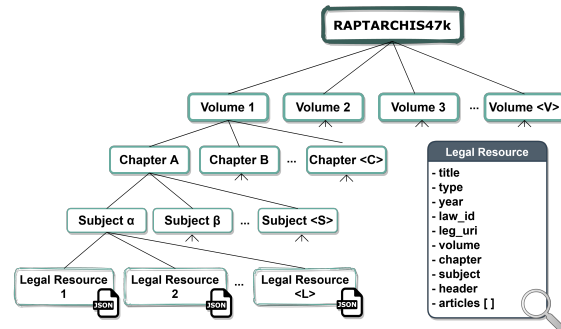 RAPTARCHIS47k
Volume 1
Volume 2
Volume 3
...
Volume <V>
Chapter A
Chapter B
...
Chapter <C>
Subject α
Subject β
...
Subject <S>
Legal Resource
1
JSON
Legal Resource
2
JSON
...
Legal Resource
<L>
JSON
Legal Resource
- title
- type
- year
- law_id
- leg_uri
- volume
- chapter
- subject
- header
- articles [ ]